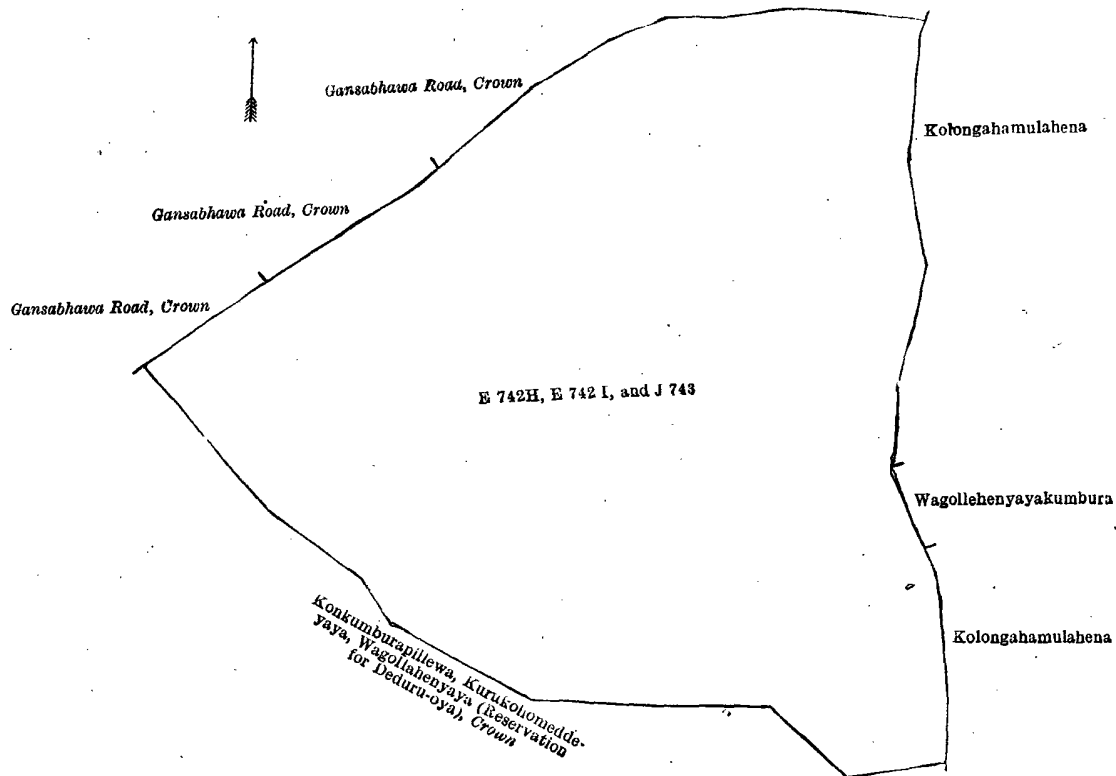 Gansabhawa Road, Crown
Kolongahamulahena
Gansabhawa Road, Crown
Gansabhawa Road, Crown
E 742H, E 742 I, and J 743
Wagollehenyayakumbura
Kolongahamulahena
Konkumburapillewa, Kurukohomedde-
yaya, Wagollahenyaya (Reservation
for Deduru-oya), Crown